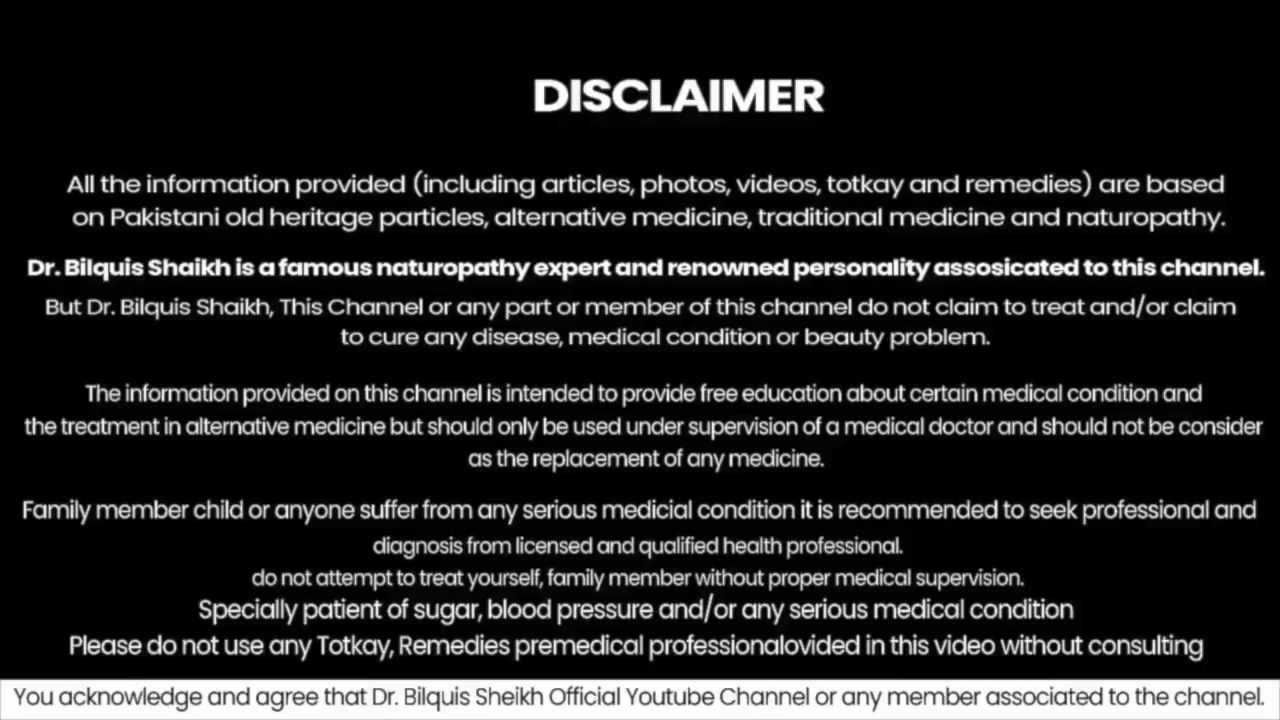 DISCLAIMER
All the information provided (including articles, photos, videos, totkay and remedies) are based
on Pakistani old heritage particles, alternative medicine, traditional medicine and naturopathy.
Dr. Bilquis Shaikh is a famous naturopathy expert and renowned personality assosicated to this channel.
But Dr. Bilquis Shaikh, This Channel or any part or member of this channel do not claim to treat and/or claim
to cure any disease, medical condition or beauty problem.
The information provided on this channel is intended to provide free education about certain medical condition and
the treatment in alternative medicine but should only be used under supervision of a medical doctor and should not be consider
as the replacement of any medicine.
Family member child or anyone suffer from any serious medicial condition it is recommended to seek professional and
diagnosis from licensed and qualified health professional.
do not attempt to treat yourself, family member without proper medical supervision.
Specially patient of sugar, blood pressure and/or any serious medical condition
Please do not use any Totkay, Remedies premedical professionalovided in this video without consulting
You acknowledge and agree that Dr. Bilquis Sheikh Official Youtube Channel or any member associated to the channel.